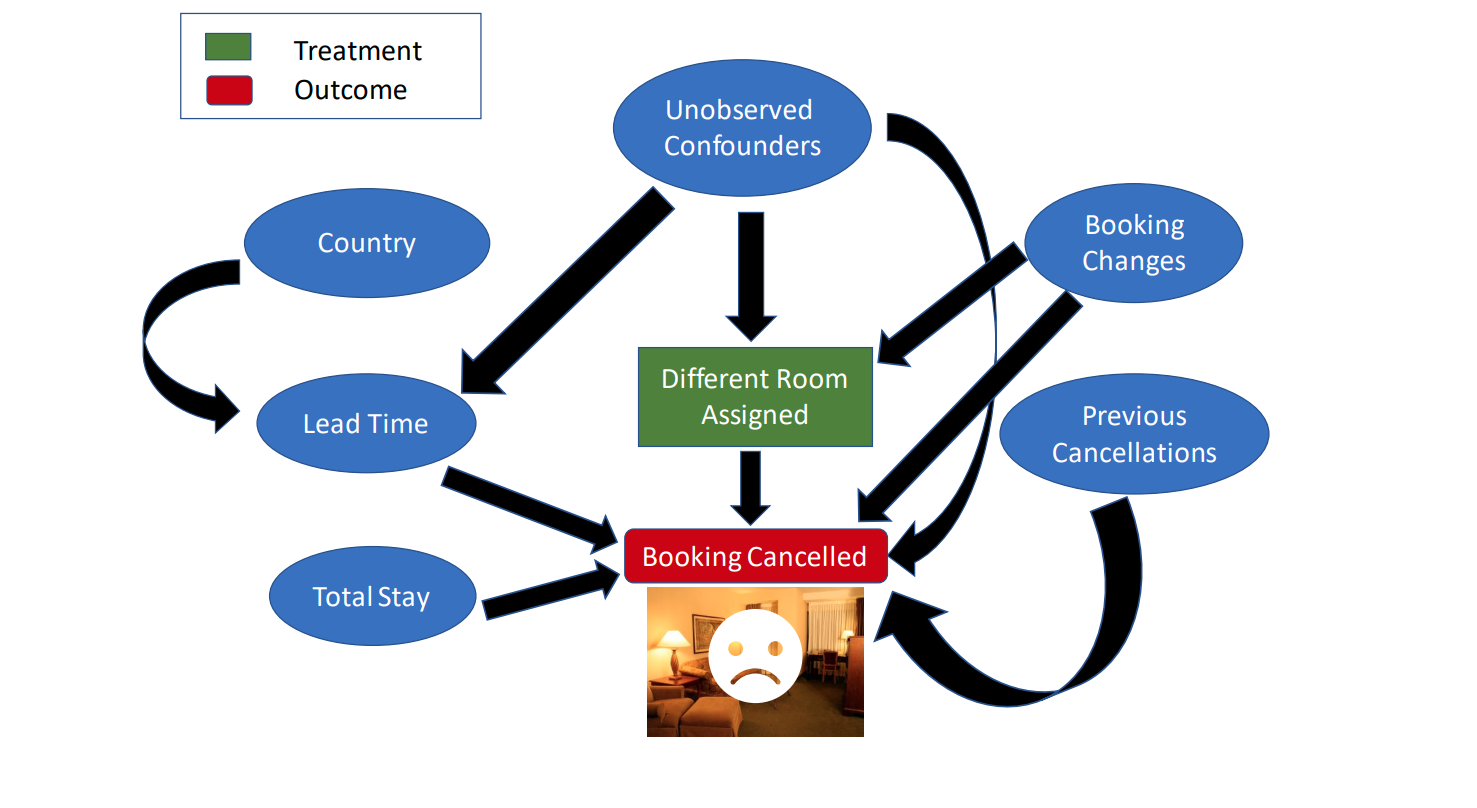 Treatment
Outcome
Unobserved
Confounders
Country
Booking
Changes
Different Room
Assigned
Lead Time
Previous
Cancellations
Booking Cancelled
Total Stay